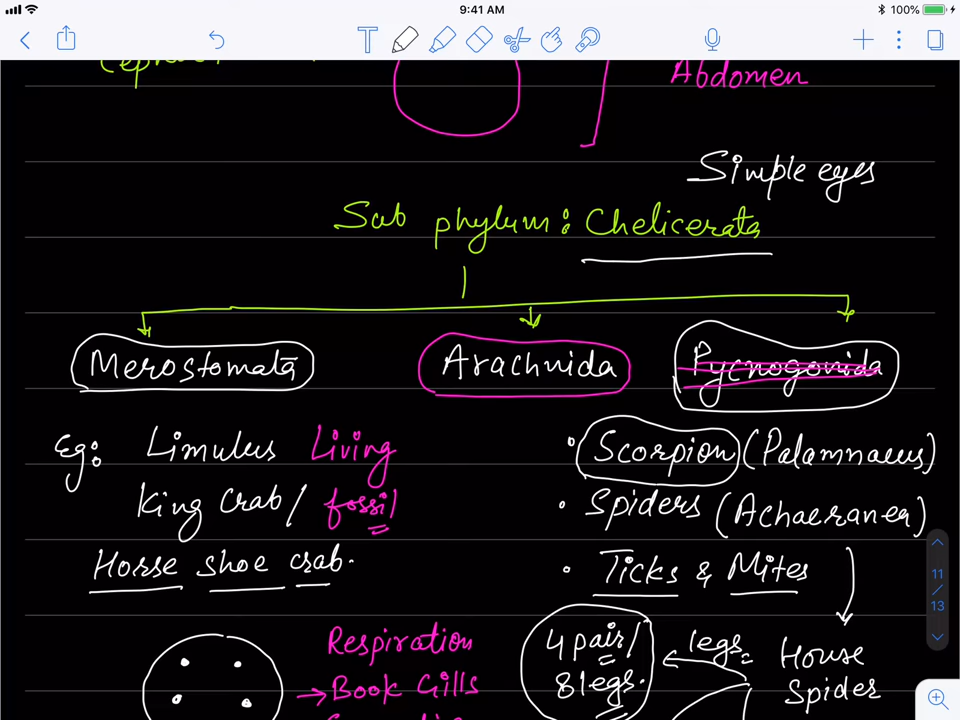 9:41 AM
100%
T
Abdomen
Simple eyes
Sub phylum: Chelicerata
Merostomata
Arachnida
Pycnogonida
Eg: Limulus Living
King Crab/ fossil
Horse shoe crab.
• Scorpion (Palamnaeus)
• Spiders (Achaeranea)
• Ticks & Mites
11
/
13
Respiration
→ Book Gills
4 pair/
8 legs.
legs
House
Spider